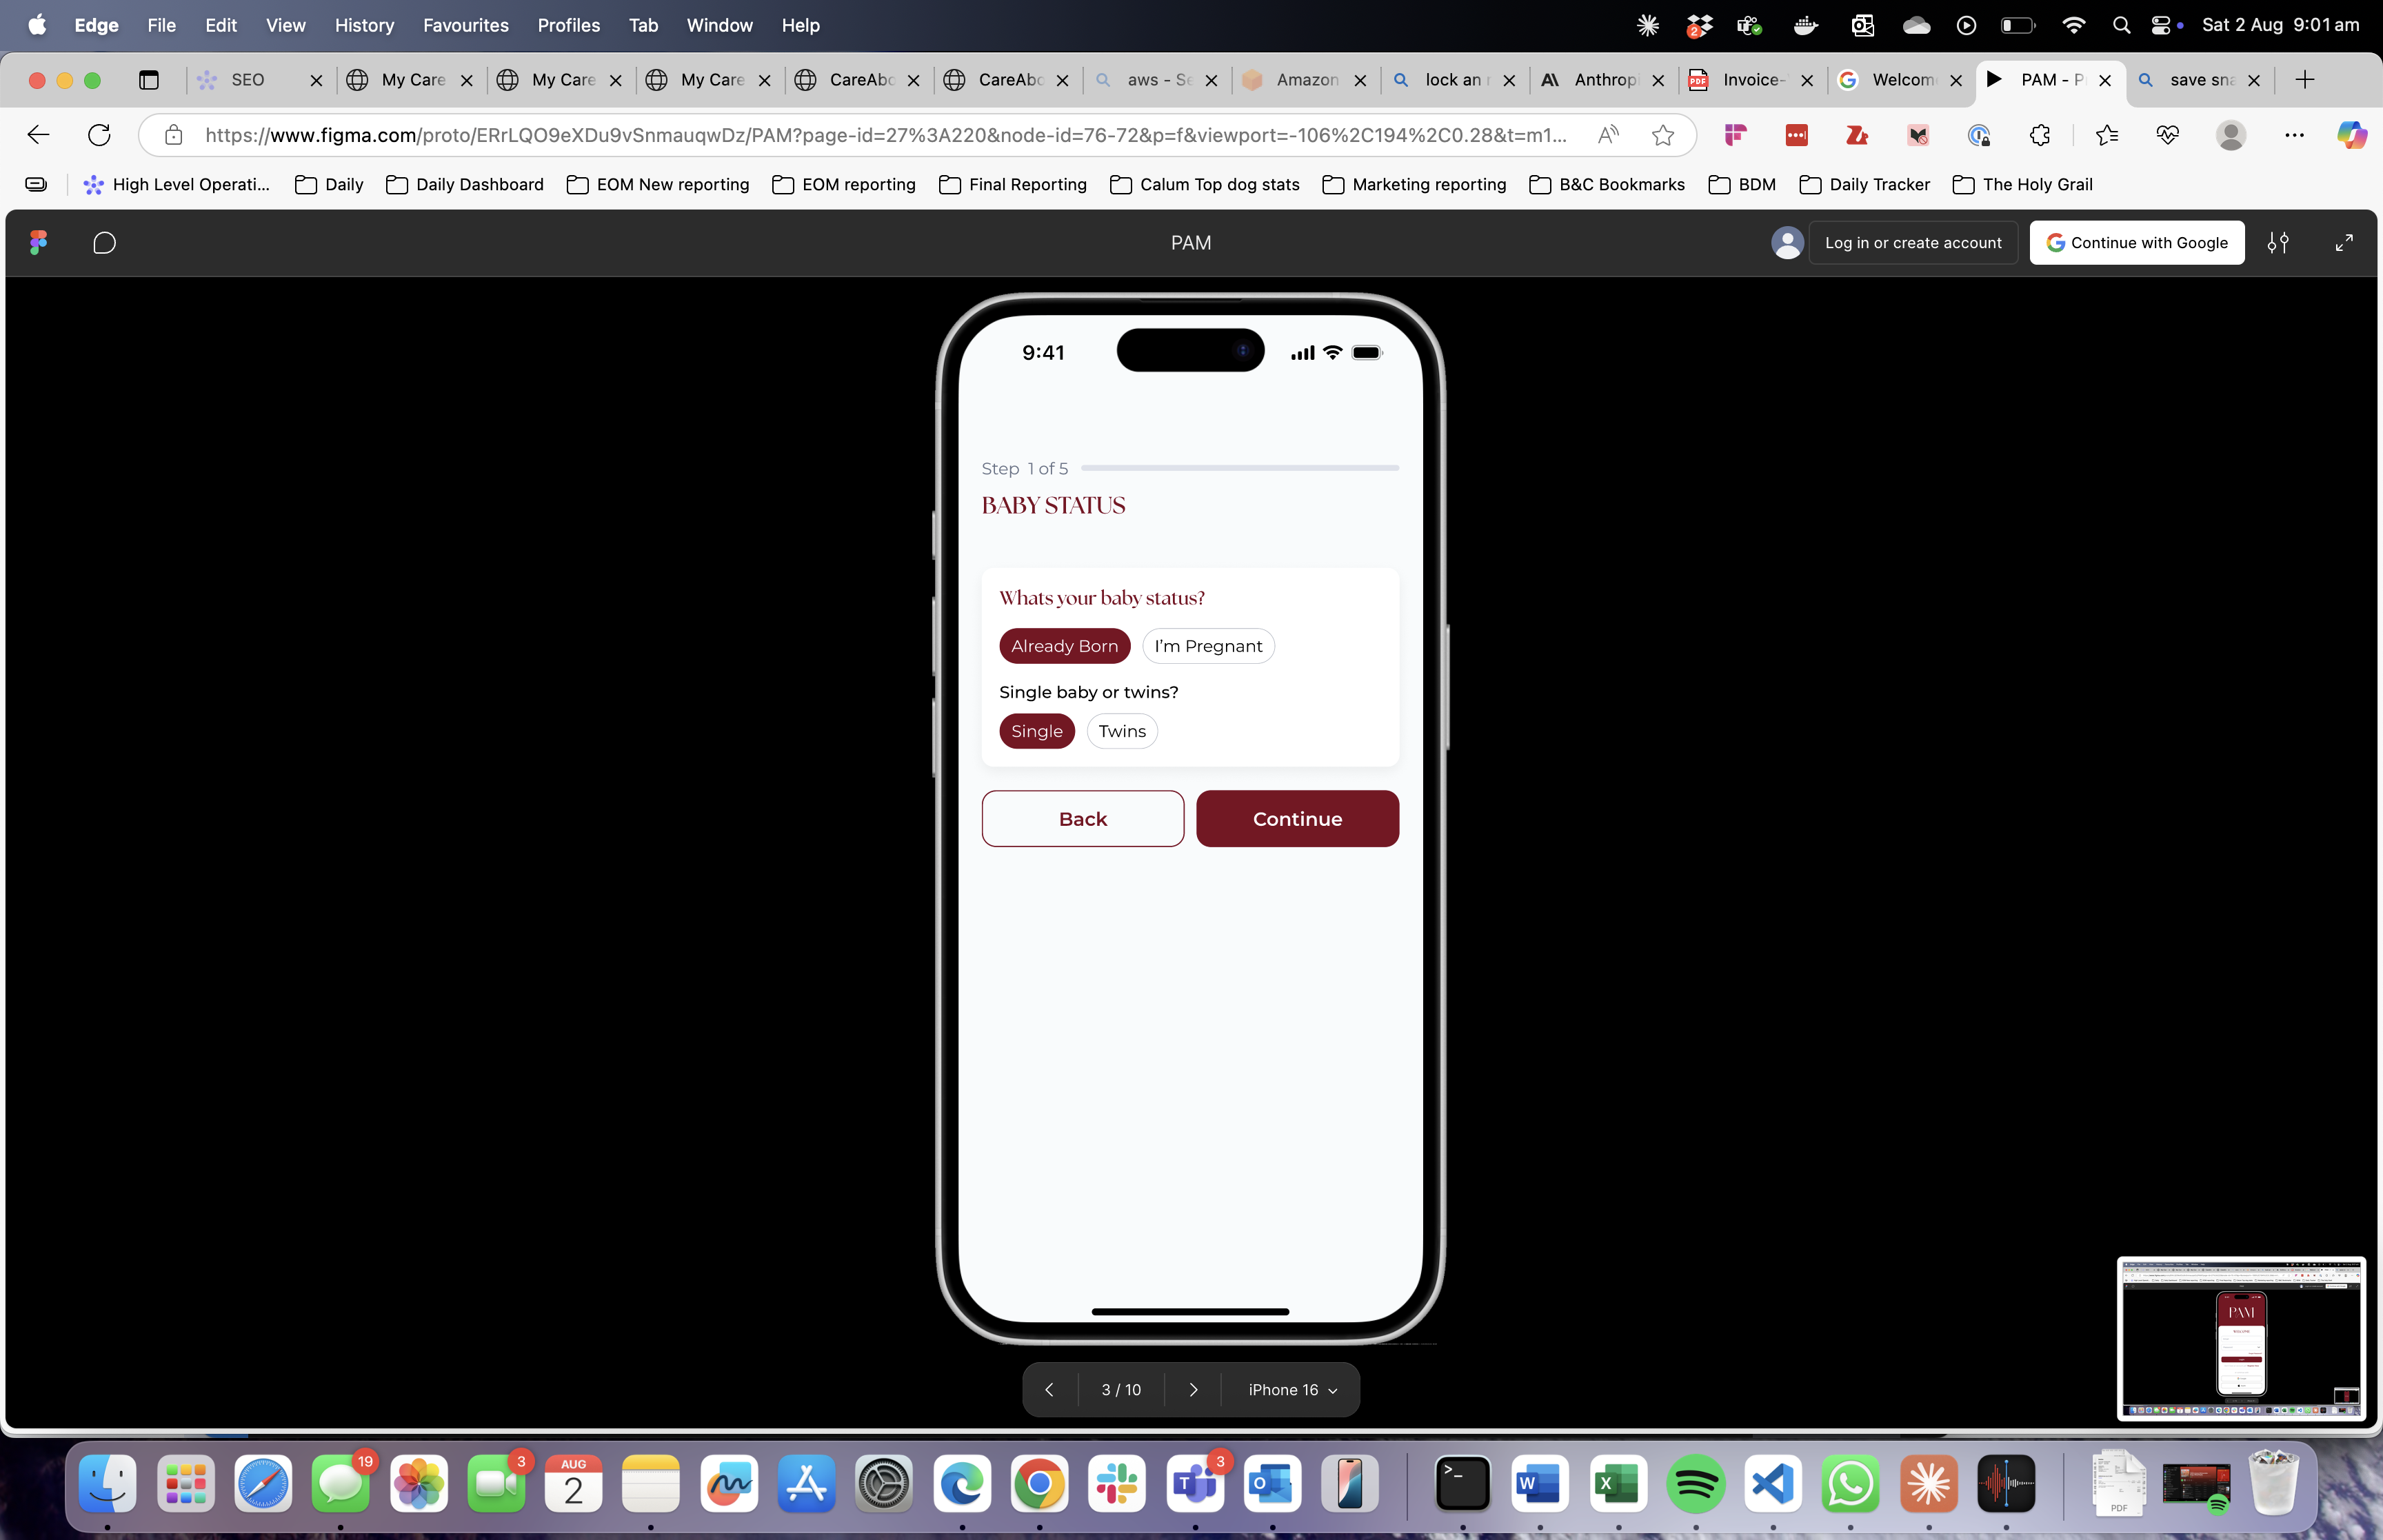 Edge File Edit View History Favourites Profiles Tab Window Help
2
Sat 2 Aug 9:01 am
SEO
My Care
My Care
My Care
CareAbo
CareAbo
aws - Se
Amazon
lock an
Anthrop
Invoice-
Welcom
PAM - P
save sna
https://www.figma.com/proto/ERrLQO9eXDu9vSnmauqwDz/PAM?page-id=27%3A220&node-id=76-72&p=f&viewport=-106%2C194%2C0.28&t=m1...
High Level Operati...
Daily
Daily Dashboard
EOM New reporting
EOM reporting
Final Reporting
Calum Top dog stats
Marketing reporting
B&C Bookmarks
BDM
Daily Tracker
The Holy Grail
PAM
Log in or create account
Continue with Google
9:41
Step 1 of 5
BABY STATUS
Whats your baby status?
Already Born
I'm Pregnant
Single baby or twins?
Single
Twins
Back
Continue
PAM
3 / 10
iPhone 16
19
3
AUG
2
3
PDF